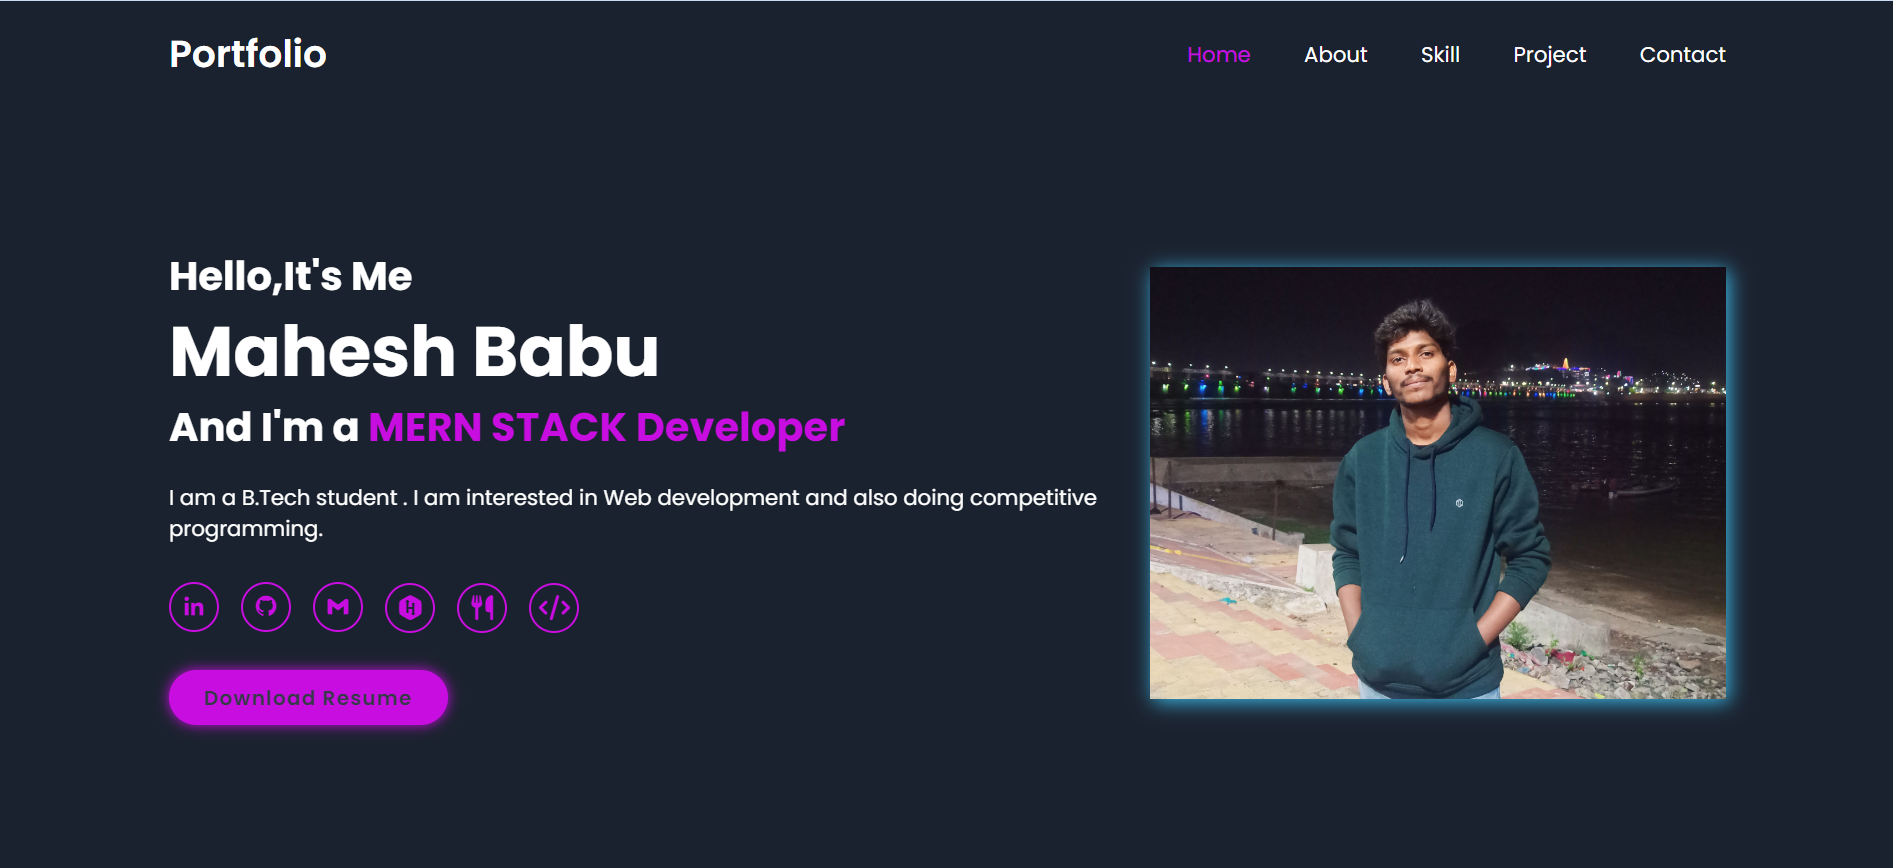 Portfolio
Home About Skill Project Contact
Hello,It's Me
Mahesh Babu
And I'm a MERN STACK Developer
I am a B.Tech student . I am interested in Web development and also doing competitive
programming.
in
Download Resume